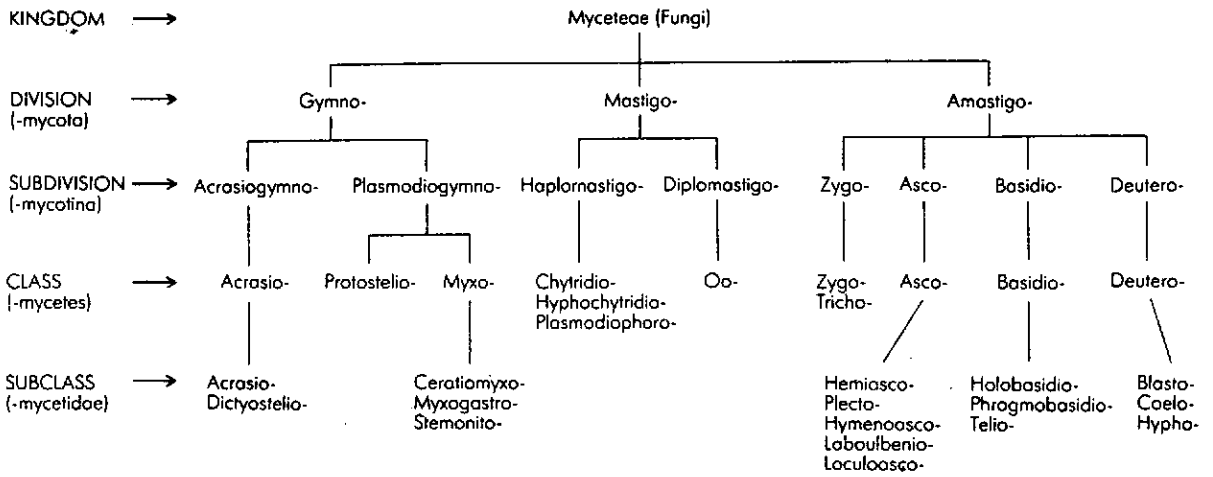 KINGDOM → Myceteae (Fungi)
DIVISION → Gymno- Mastigo- Amastigo-
(-mycota)
SUBDIVISION → Acrasiogymno- Plasmodiogymno- Haplomastigo- Diplomastigo- Zygo- Asco- Basidio- Deutero-
(-mycotina)
CLASS → Acrasio- Protostelio- Myxo- Chytridio- Oo- Zygo- Asco- Basidio- Deutero-
(-mycetes) Hyphochytridio- Tricho-
Plasmodiophoro-
SUBCLASS → Acrasio- Ceratiomyxo- Hemiasco- Holobasidio- Blasto-
(-mycetidae) Dictyostelio- Myxogastro- Plecto- Phragmobasidio- Coelo-
Stemonito- Hymenoasco- Telio- Hypho-
Laboulbenio-
Loculoasco-